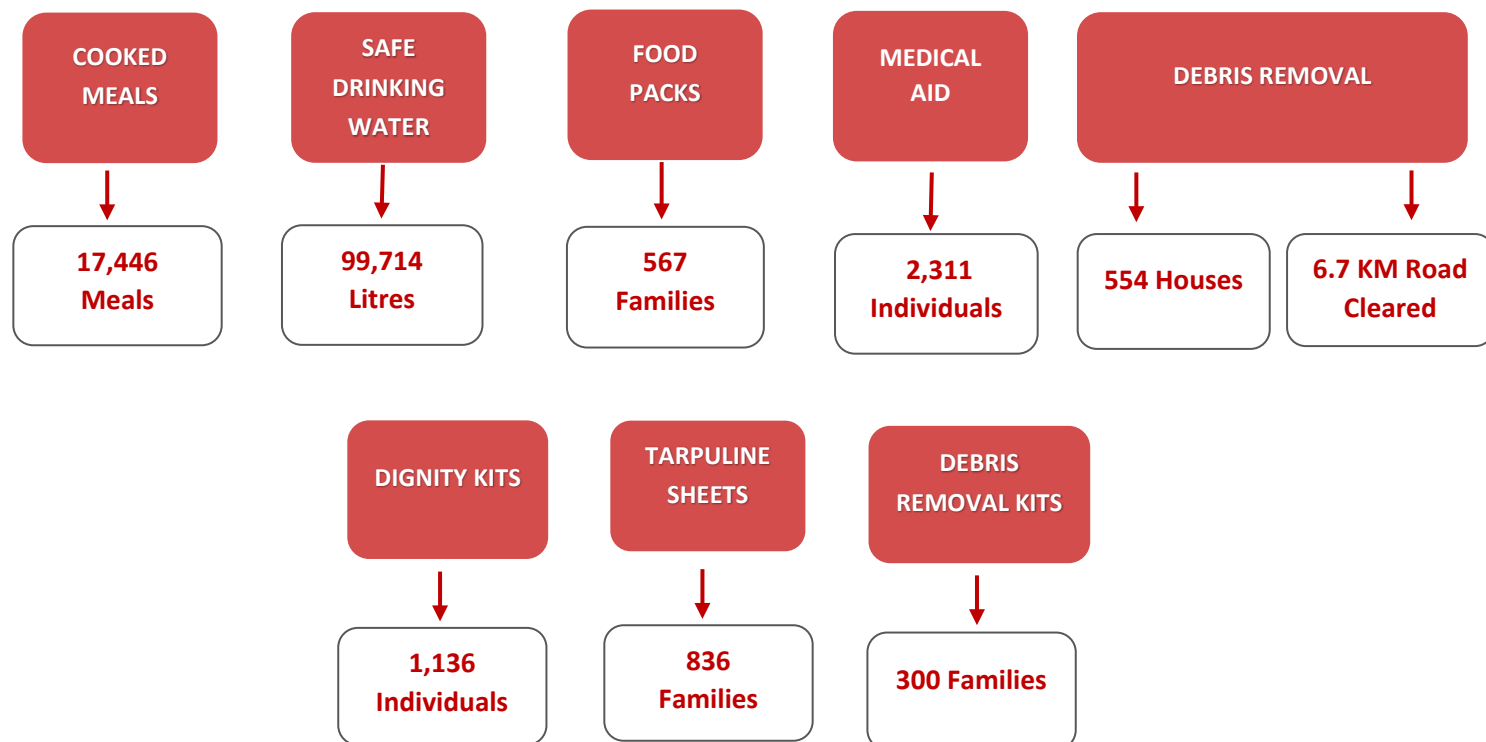 COOKED
MEALS
SAFE
DRINKING
WATER
FOOD
PACKS
MEDICAL
AID
DEBRIS REMOVAL
17,446
Meals
99,714
Litres
567
Families
2,311
Individuals
554 Houses
6.7 KM Road
Cleared
DIGNITY KITS
TARPULINE
SHEETS
DEBRIS
REMOVAL KITS
1,136
Individuals
836
Families
300 Families